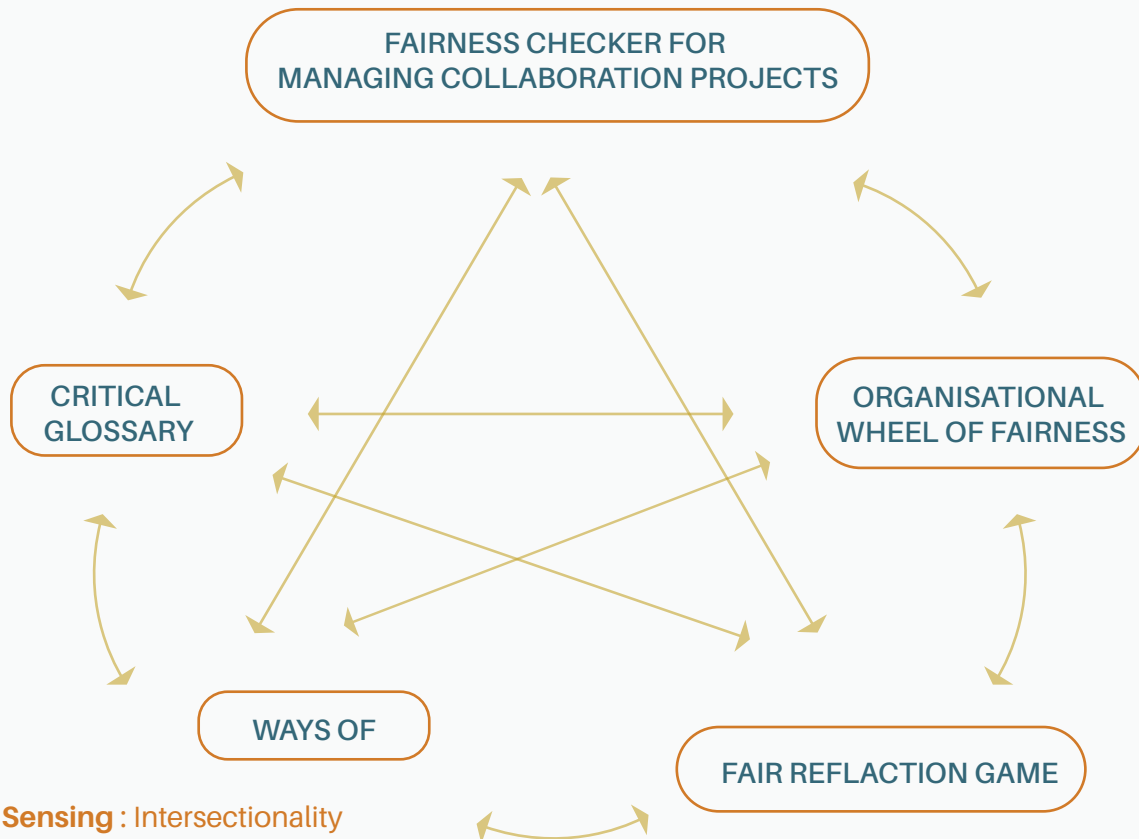 FAIRNESS CHECKER FOR
MANAGING COLLABORATION PROJECTS
CRITICAL
GLOSSARY
ORGANISATIONAL
WHEEL OF FAIRNESS
WAYS OF
FAIR REFLACTION GAME
Sensing : Intersectionality